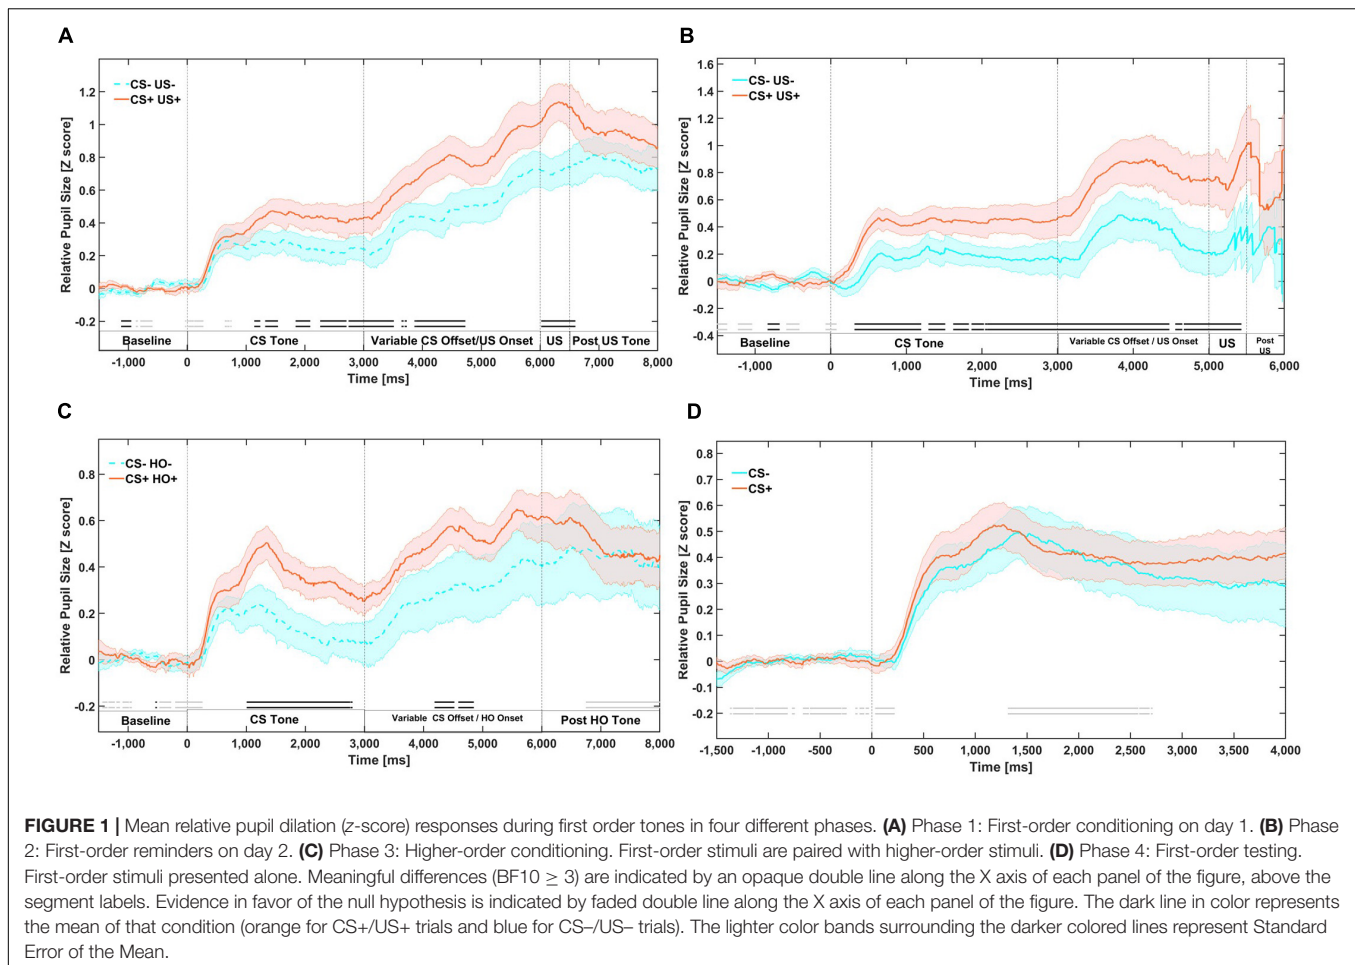 A
CS- US-
CS+ US+
Relative Pupil Size [Z score]
1.2
1
0.8
0.6
0.4
0.2
0
-0.2
Baseline
CS Tone
Variable CS Offset/US Onset
US
Post US Tone
-1,000 0 1,000 2,000 3,000 4,000 5,000 6,000 7,000 8,000
Time [ms]
B
CS- US-
CS+ US+
Relative Pupil Size [Z score]
1.6
1.4
1.2
1
0.8
0.6
0.4
0.2
0
-0.2
-0.4
Baseline
CS Tone
Variable CS Offset / US Onset
US
Post
US
-1,000 0 1,000 2,000 3,000 4,000 5,000 6,000
Time [ms]
C
CS- HO-
CS+ HO+
Relative Pupil Size [Z score]
0.8
0.6
0.4
0.2
0
-0.2
Baseline
CS Tone
Variable CS Offset / HO Onset
Post HO Tone
-1,000 0 1,000 2,000 3,000 4,000 5,000 6,000 7,000 8,000
Time [ms]
D
CS-
CS+
Relative Pupil Size [Z score]
0.8
0.7
0.6
0.5
0.4
0.3
0.2
0.1
0
-0.1
-0.2
-1,500 -1,000 -500 0 500 1,000 1,500 2,000 2,500 3,000 3,500 4,000
Time [ms]
FIGURE 1 | Mean relative pupil dilation (z-score) responses during first order tones in four different phases. (A) Phase 1: First-order conditioning on day 1. (B) Phase
2: First-order reminders on day 2. (C) Phase 3: Higher-order conditioning. First-order stimuli are paired with higher-order stimuli. (D) Phase 4: First-order testing.
First-order stimuli presented alone. Meaningful differences (BF10 ≥ 3) are indicated by an opaque double line along the X axis of each panel of the figure, above the
segment labels. Evidence in favor of the null hypothesis is indicated by faded double line along the X axis of each panel of the figure. The dark line in color represents
the mean of that condition (orange for CS+/US+ trials and blue for CS–/US– trials). The lighter color bands surrounding the darker colored lines represent Standard
Error of the Mean.